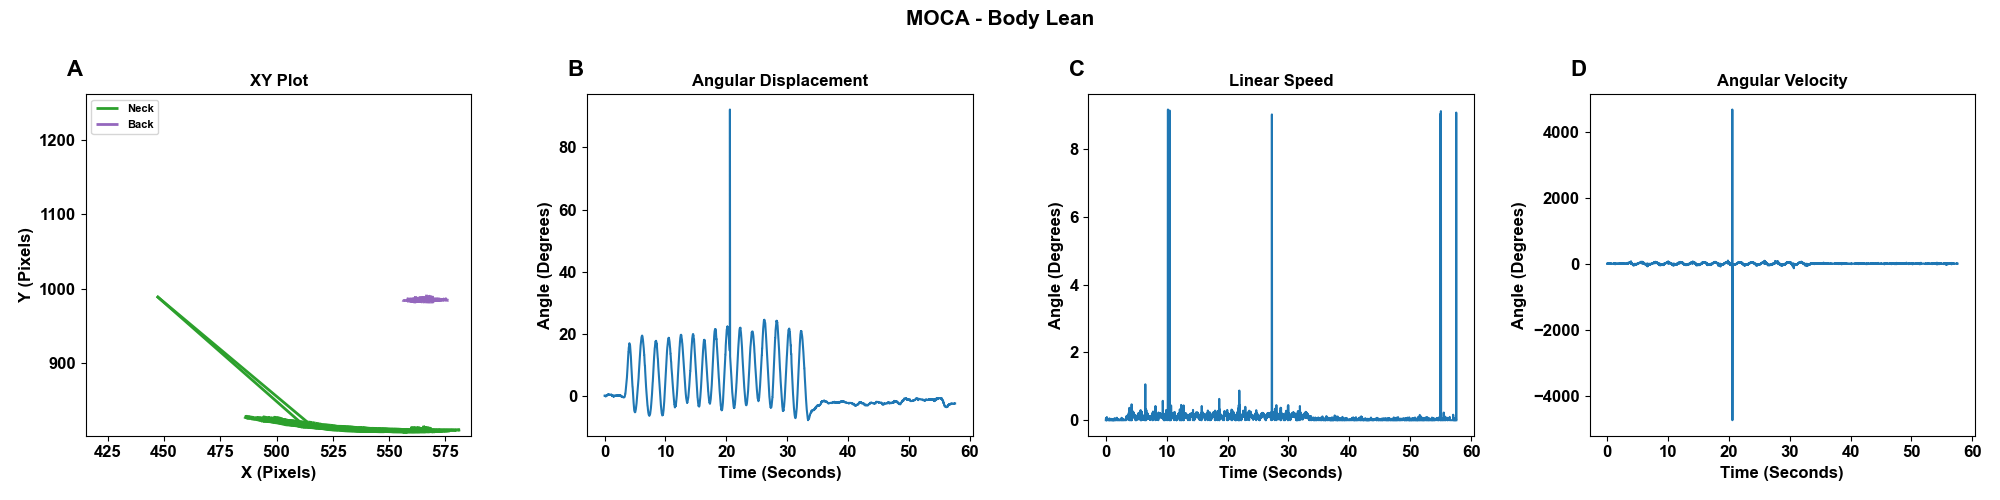 MOCA - Body Lean
A
XY Plot
Neck
Back
1200
1100
1000
900
Y (Pixels)
425 450 475 500 525 550 575
X (Pixels)
B
Angular Displacement
80
60
40
20
0
Angle (Degrees)
0 10 20 30 40 50 60
Time (Seconds)
C
Linear Speed
8
6
4
2
0
Angle (Degrees)
0 10 20 30 40 50 60
Time (Seconds)
D
Angular Velocity
4000
2000
0
−2000
−4000
Angle (Degrees)
0 10 20 30 40 50 60
Time (Seconds)